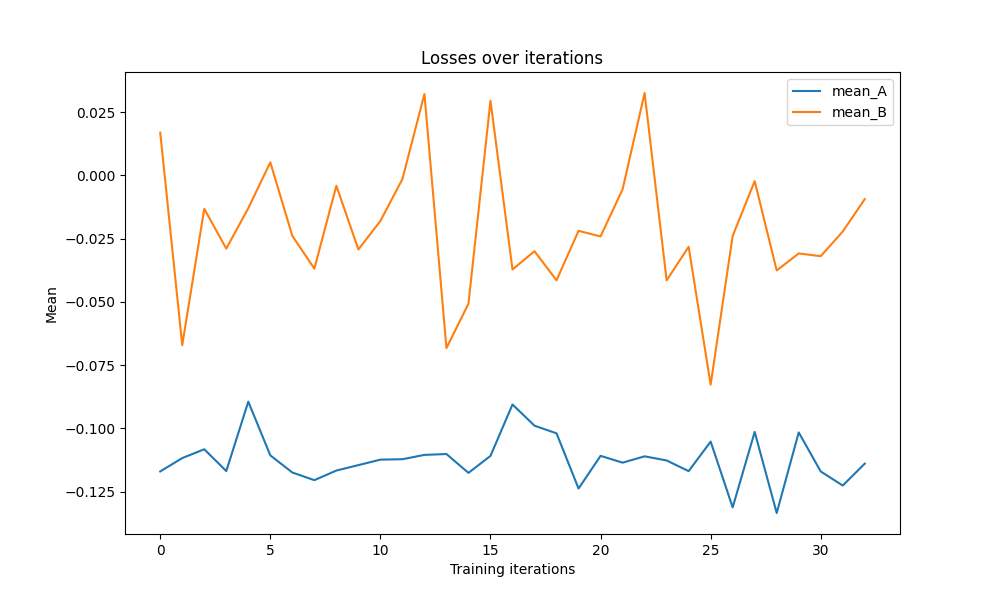 Losses over iterations
mean_A
mean_B
0.025
0.000
−0.025
−0.050
−0.075
−0.100
−0.125
Mean
0 5 10 15 20 25 30
Training iterations